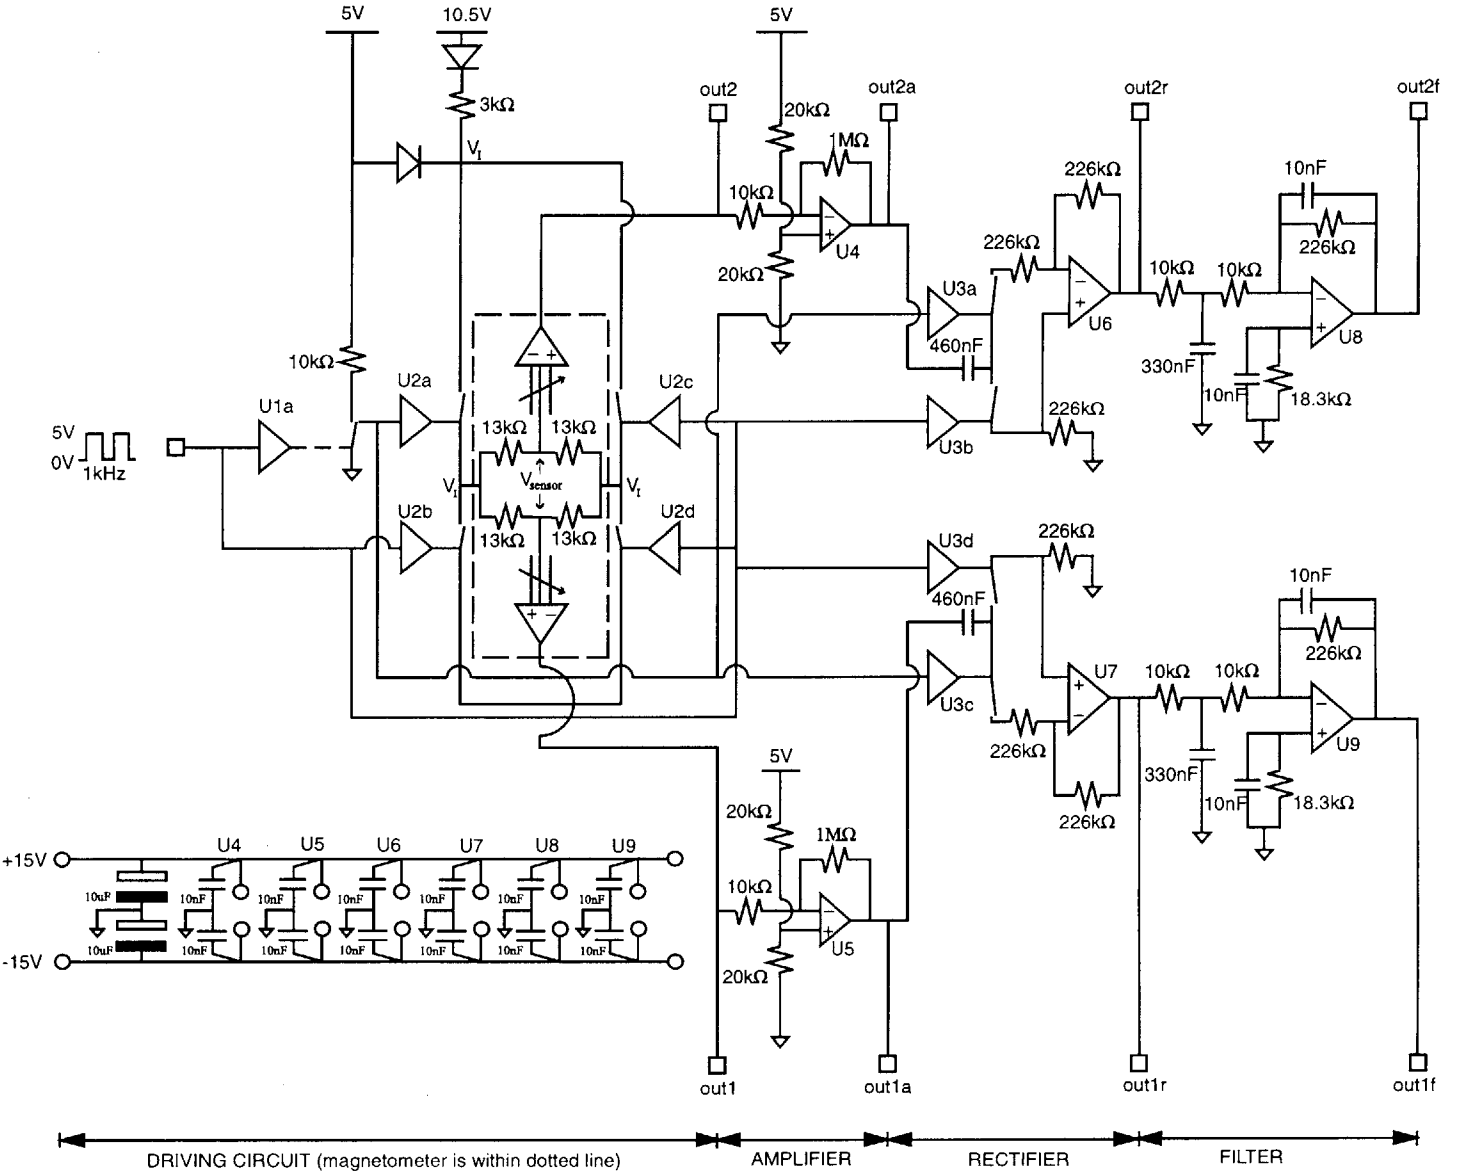 5V
10.5V
5V
out2
out2a
out2r
out2f
3kΩ
20kΩ
1MΩ
V_I
10kΩ
226kΩ
10nF
226kΩ
226kΩ
U4
20kΩ
10kΩ
10kΩ
U3a
U6
U8
460nF
330nF
10nF
18.3kΩ
10kΩ
U2a
U2c
U1a
5V
0V
1kHz
13kΩ
13kΩ
U3b
226kΩ
V_I
V_sensor
V_I
U2b
U2d
13kΩ
13kΩ
U3d
226kΩ
460nF
10nF
226kΩ
U3c
U7
10kΩ
10kΩ
226kΩ
U9
330nF
10nF
18.3kΩ
226kΩ
5V
20kΩ
1MΩ
10kΩ
U5
20kΩ
+15V
U4
U5
U6
U7
U8
U9
10uF
10nF
10nF
10nF
10nF
10nF
10nF
10uF
10nF
10nF
10nF
10nF
10nF
10nF
-15V
out1
out1a
out1r
out1f
− +
+ −
−
+
−
+
−
+
+
−
−
+
−
+
DRIVING CIRCUIT (magnetometer is within dotted line)
AMPLIFIER
RECTIFIER
FILTER